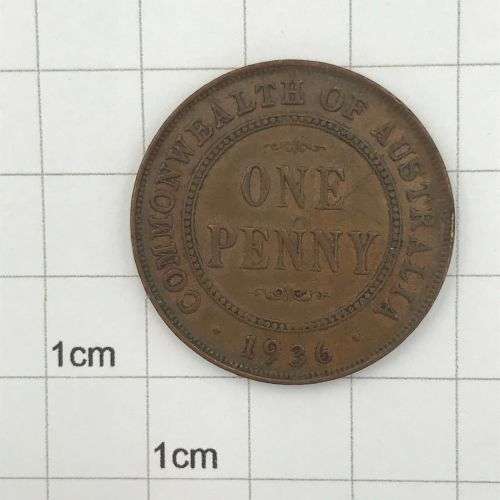 COMMONWEALTH OF AUSTRALIA
ONE
PENNY
1936
1cm
1cm